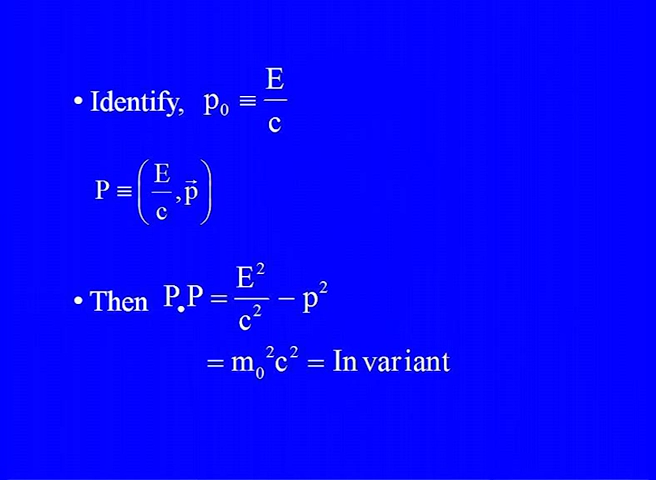 • Identify, p₀ ≡ E/c
P ≡ (E/c, p⃗)
• Then P.P = E²/c² − p²
= m₀²c² = In variant